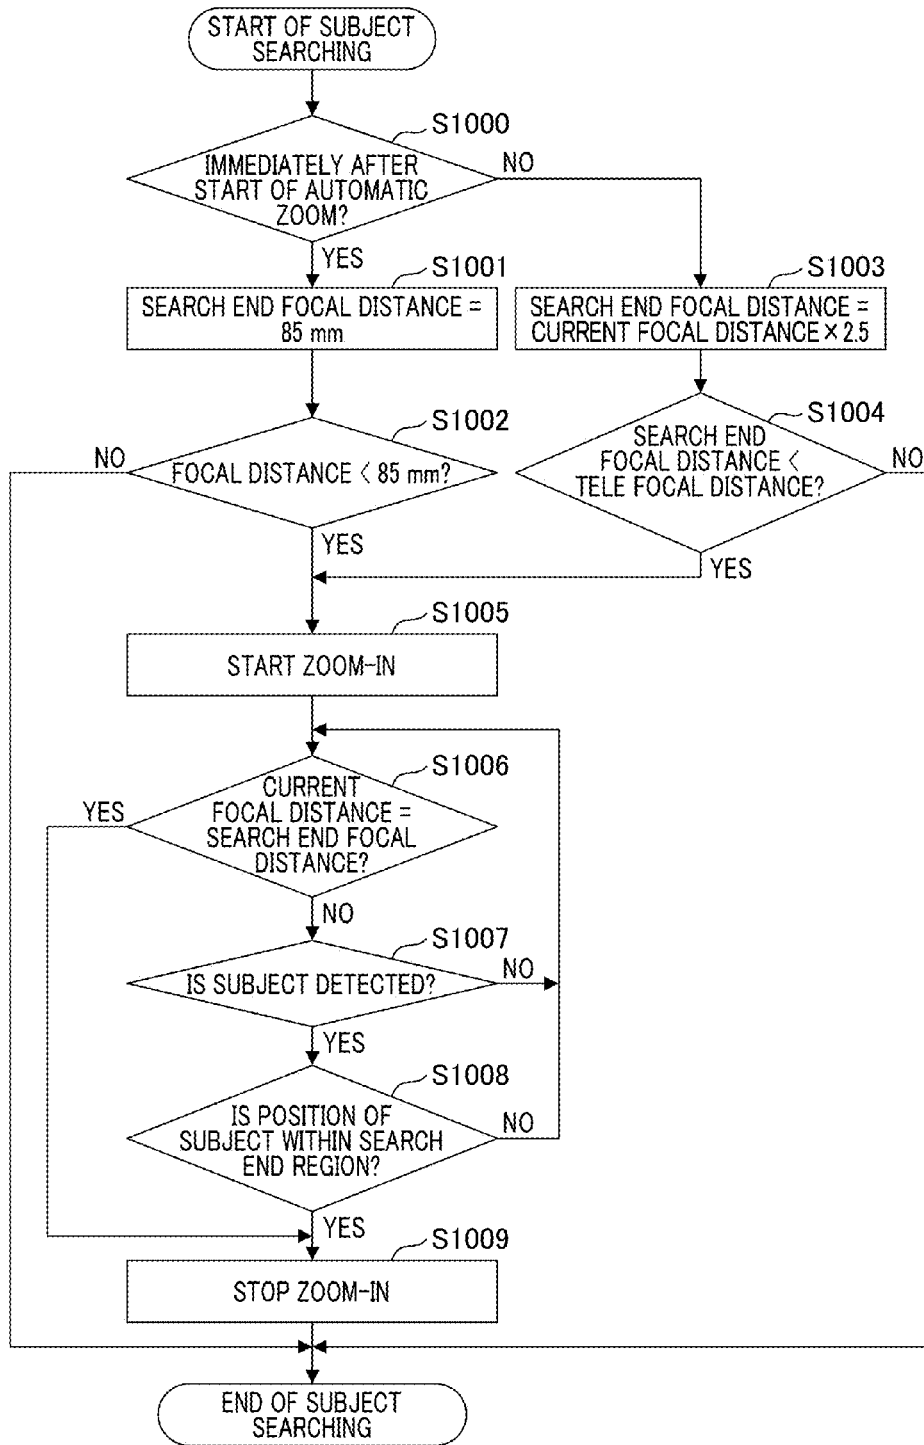 START OF SUBJECT
SEARCHING
S1000
IMMEDIATELY AFTER
START OF AUTOMATIC
ZOOM?
NO
YES
S1001
SEARCH END FOCAL DISTANCE =
85 mm
S1003
SEARCH END FOCAL DISTANCE =
CURRENT FOCAL DISTANCE × 2.5
S1002
NO
FOCAL DISTANCE < 85 mm?
YES
S1004
SEARCH END
FOCAL DISTANCE <
TELE FOCAL DISTANCE?
NO
YES
S1005
START ZOOM-IN
S1006
YES
CURRENT
FOCAL DISTANCE =
SEARCH END FOCAL
DISTANCE?
NO
S1007
IS SUBJECT DETECTED?
NO
YES
S1008
IS POSITION OF
SUBJECT WITHIN SEARCH
END REGION?
NO
YES
S1009
STOP ZOOM-IN
END OF SUBJECT
SEARCHING